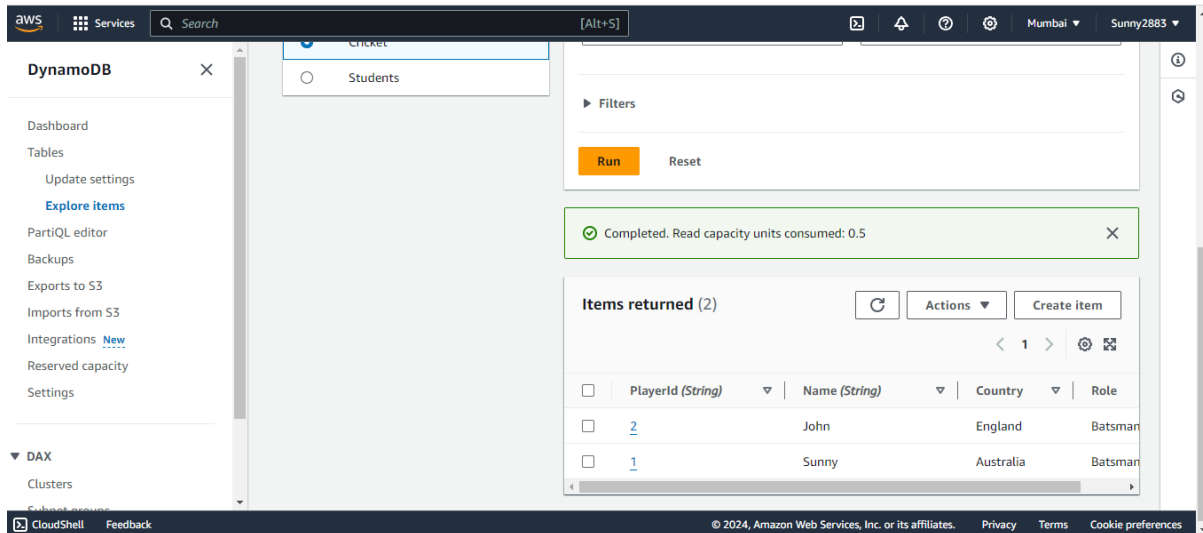 aws Services Search [Alt+S] Mumbai ▼ Sunny2883 ▼
DynamoDB
Dashboard
Tables
Update settings
Explore items
PartiQL editor
Backups
Exports to S3
Imports from S3
Integrations New
Reserved capacity
Settings
▼ DAX
Clusters
Subnet groups
Cricket
Students
▶ Filters
Run Reset
Completed. Read capacity units consumed: 0.5
Items returned (2) Actions ▼ Create item
< 1 >
PlayerId (String) Name (String) Country Role
2 John England Batsman
1 Sunny Australia Batsman
CloudShell Feedback © 2024, Amazon Web Services, Inc. or its affiliates. Privacy Terms Cookie preferences